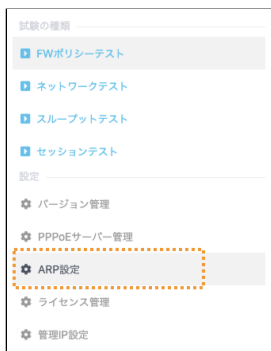 試験の種類
FWポリシーテスト
ネットワークテスト
スループットテスト
セッションテスト
設定
バージョン管理
PPPoEサーバー管理
ARP設定
ライセンス管理
管理IP設定